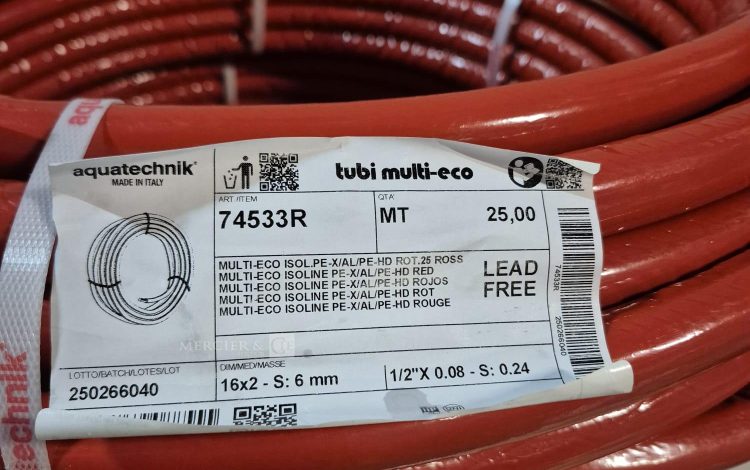 aquatechnik
aquatechnik®
MADE IN ITALY
tubi multi-eco
ART./ITEM
74533R
QTA'
MT 25,00
MULTI-ECO ISOL.PE-X/AL/PE-HD ROT.25 ROSS
MULTI-ECO ISOLINE PE-X/AL/PE-HD RED
MULTI-ECO ISOLINE PE-X/AL/PE-HD ROJOS
MULTI-ECO ISOLINE PE-X/AL/PE-HD ROT
MULTI-ECO ISOLINE PE-X/AL/PE-HD ROUGE
LEAD
FREE
74533R
250266040
MERCIER &
LOTTO/BATCH/LOTES/LOT
250266040
DIM/MED/MASSE
16x2 - S: 6 mm
1/2"X 0.08 - S: 0.24
echnik